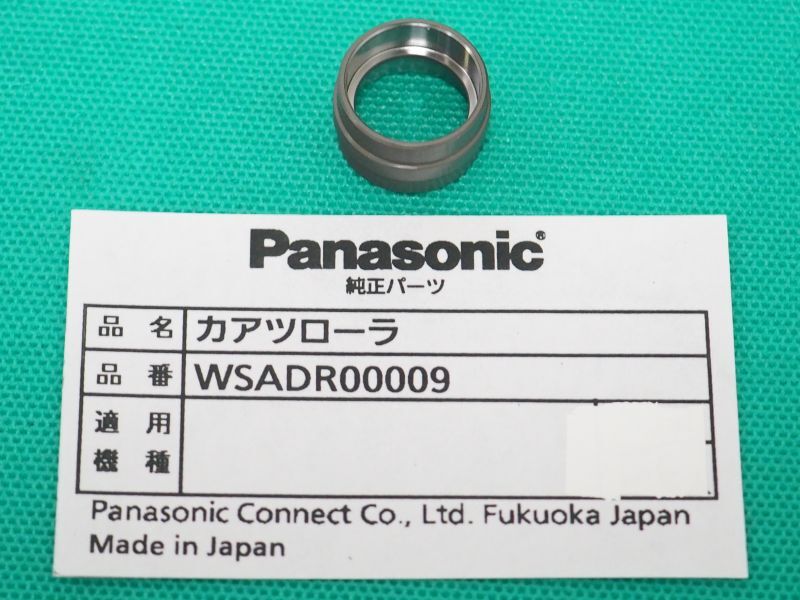 Panasonic®
純正パーツ
品名 カアツローラ
品番 WSADR00009
適用
機種
Panasonic Connect Co., Ltd. Fukuoka Japan
Made in Japan